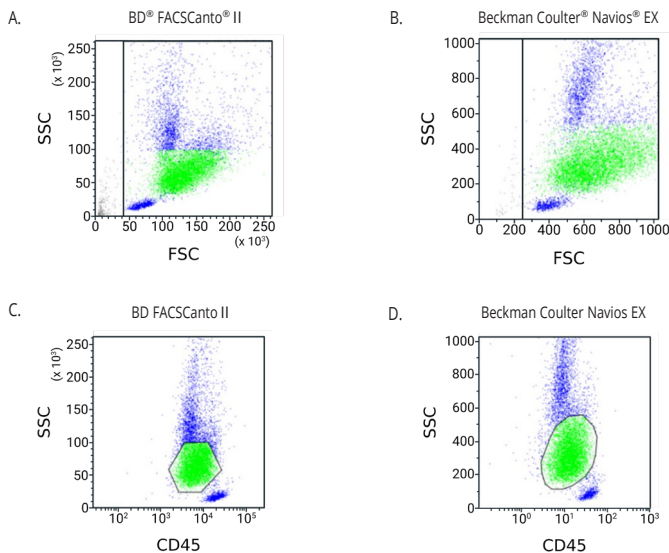 A.
BD® FACSCanto® II
250
200
150
100
50
0
(x 10³)
SSC
0 50 100 150 200 250
(x 10³)
FSC
B.
Beckman Coulter® Navios® EX
1000
800
600
400
200
0
SSC
0 200 400 600 800 1000
FSC
C.
BD FACSCanto II
250
200
150
100
50
0
(x 10³)
SSC
10² 10³ 10⁴ 10⁵
CD45
D.
Beckman Coulter Navios EX
1000
800
600
400
200
0
SSC
10⁰ 10¹ 10² 10³
CD45